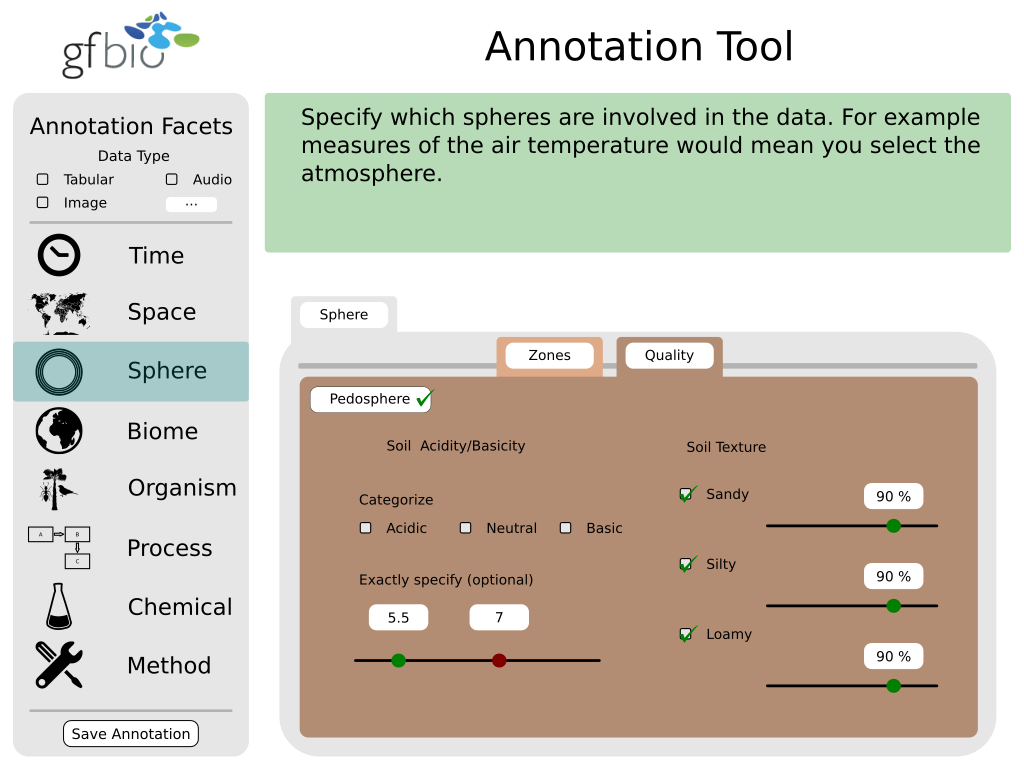 gfbio
Annotation Tool
Annotation Facets
Data Type
Tabular
Audio
Image
...
Time
Space
Sphere
Biome
Organism
A
B
C
Process
Chemical
Method
Save Annotation
Specify which spheres are involved in the data. For example
measures of the air temperature would mean you select the
atmosphere.
Sphere
Zones
Quality
Pedosphere
Soil Acidity/Basicity
Categorize
Acidic
Neutral
Basic
Exactly specify (optional)
5.5
7
Soil Texture
Sandy
90 %
Silty
90 %
Loamy
90 %